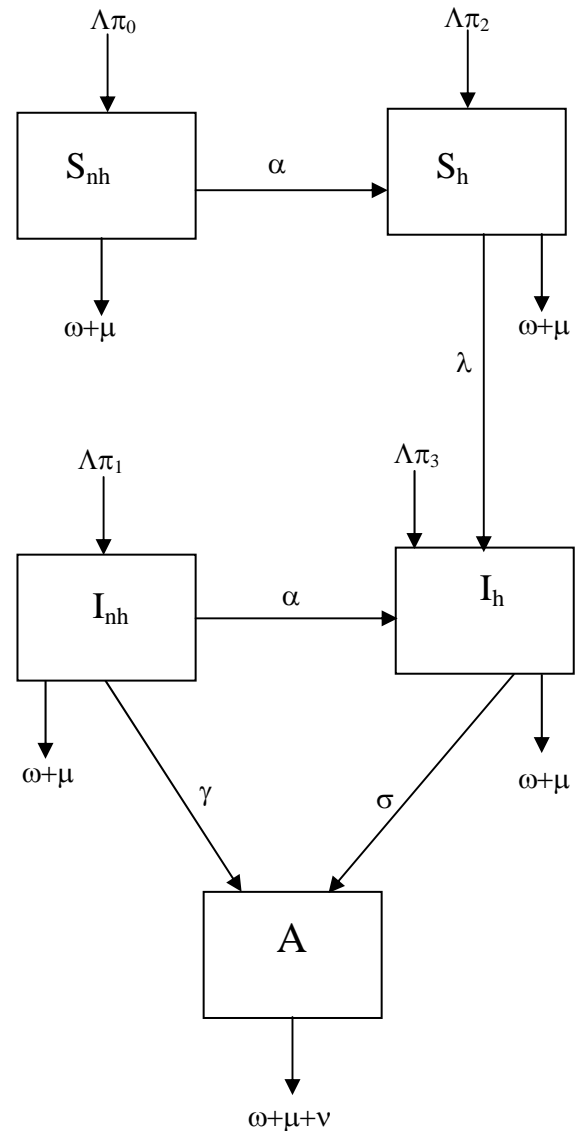 Λπ₀ Λπ₂
Sₙₕ α Sₕ
ω+μ ω+μ
λ
Λπ₁ Λπ₃
Iₙₕ α Iₕ
ω+μ ω+μ
γ σ
A
ω+μ+ν